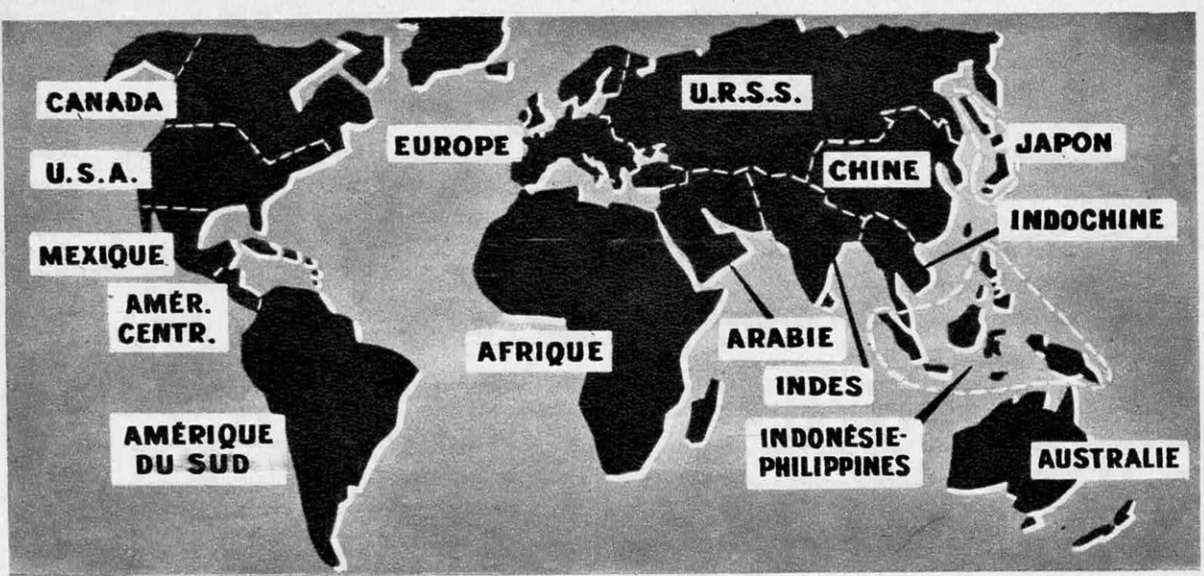 CANADA
U.S.A.
MEXIQUE
AMÉR.
CENTR.
AMÉRIQUE
DU SUD
EUROPE
AFRIQUE
U.R.S.S.
CHINE
JAPON
INDOCHINE
ARABIE
INDES
INDONÉSIE-
PHILIPPINES
AUSTRALIE